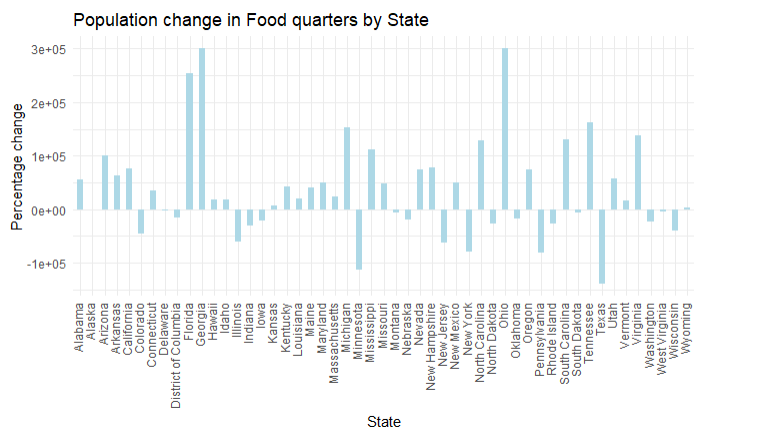 Population change in Food quarters by State
Percentage change
3e+05
2e+05
1e+05
0e+00
-1e+05
Alabama
Alaska
Arizona
Arkansas
California
Colorado
Connecticut
Delaware
District of Columbia
Florida
Georgia
Hawaii
Idaho
Illinois
Indiana
Iowa
Kansas
Kentucky
Louisiana
Maine
Maryland
Massachusetts
Michigan
Minnesota
Mississippi
Missouri
Montana
Nebraska
Nevada
New Hampshire
New Jersey
New Mexico
New York
North Carolina
North Dakota
Ohio
Oklahoma
Oregon
Pennsylvania
Rhode Island
South Carolina
South Dakota
Tennessee
Texas
Utah
Vermont
Virginia
Washington
West Virginia
Wisconsin
Wyoming
State